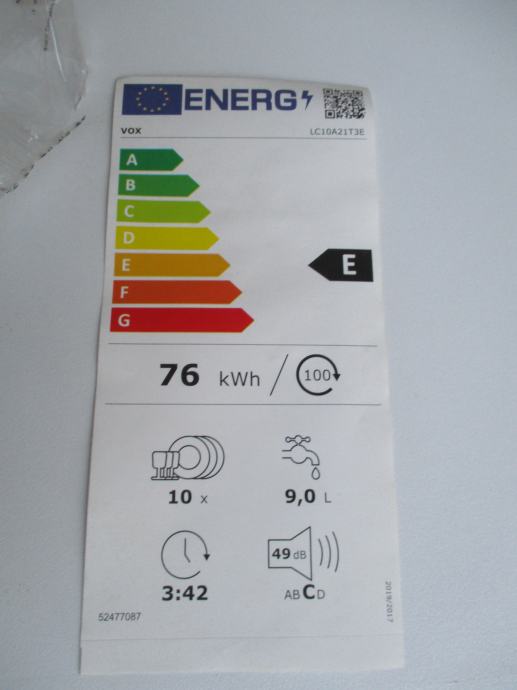 ENERG
VOX LC10A21T3E
A
B
C
D
E
E
F
G
76 kWh / 100
10 x 9,0 L
49 dB
3:42 ABCD
52477087
2019/2017